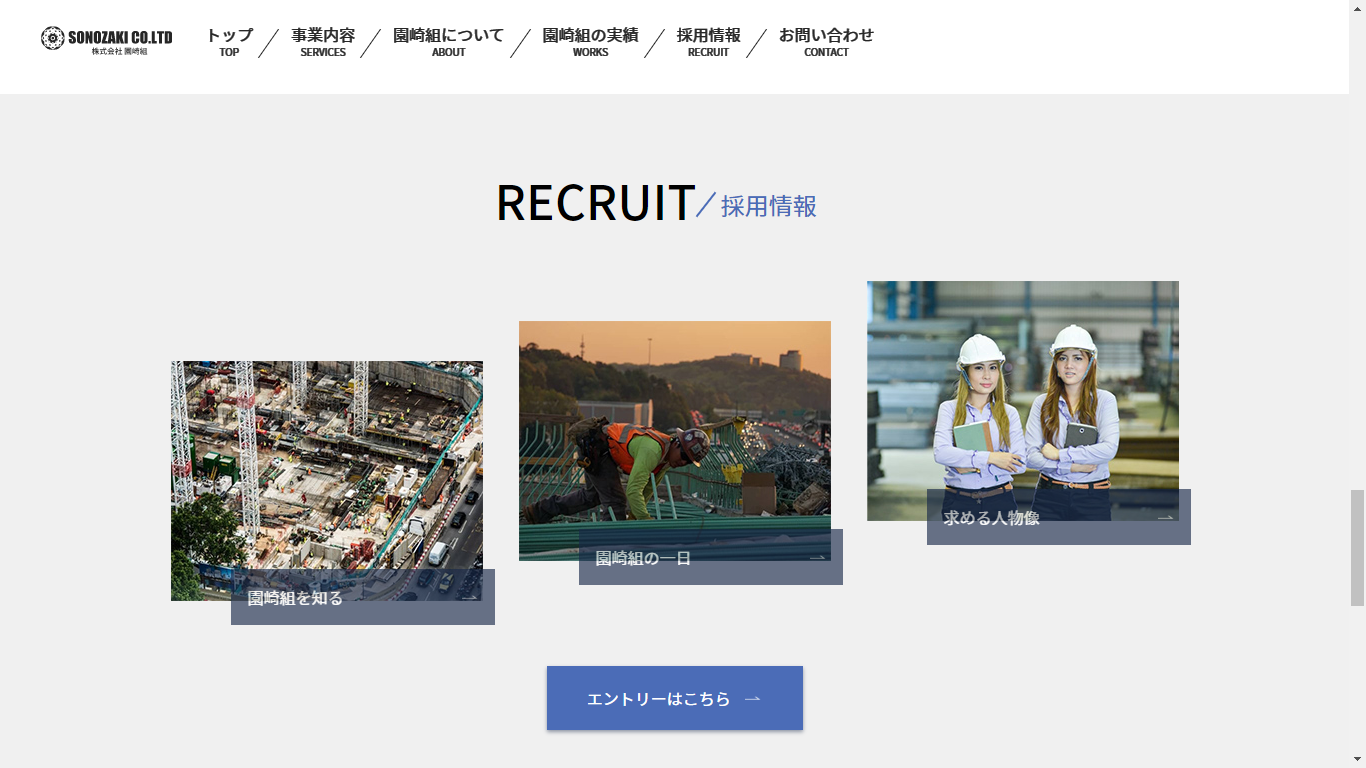 SONOZAKI CO.LTD
株式会社 園崎組
トップ
TOP
事業内容
SERVICES
園崎組について
ABOUT
園崎組の実績
WORKS
採用情報
RECRUIT
お問い合わせ
CONTACT
RECRUIT/採用情報
園崎組を知る
園崎組の一日
求める人物像
エントリーはこちら